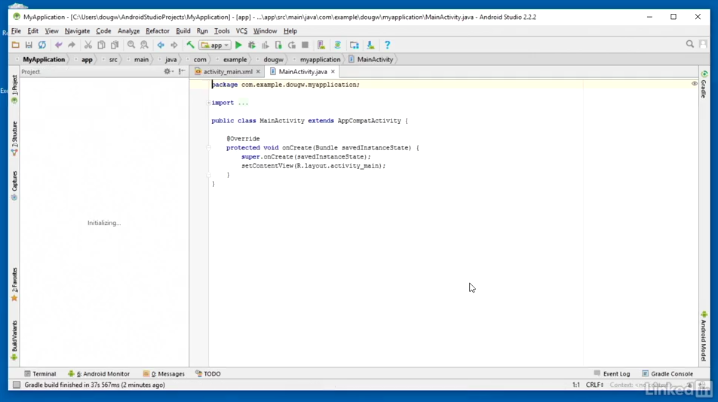 MyApplication - [C:\Users\dougw\AndroidStudioProjects\MyApplication] - [app] - ...\app\src\main\java\com\example\dougw\myapplication\MainActivity.java - Android Studio 2.2.2
File Edit View Navigate Code Analyze Refactor Build Run Tools VCS Window Help
app
MyApplication app src main java com example dougw myapplication MainActivity
Project
activity_main.xml MainActivity.java
1: Project
Z: Structure
Captures
2: Favorites
Build Variants
Initializing...
package com.example.dougw.myapplication;
import ...
public class MainActivity extends AppCompatActivity {
@Override
protected void onCreate(Bundle savedInstanceState) {
super.onCreate(savedInstanceState);
setContentView(R.layout.activity_main);
}
}
Gradle
Android Model
Terminal 6: Android Monitor 0: Messages TODO Event Log Gradle Console
Gradle build finished in 37s 567ms (2 minutes ago) 1:1 CRLF
Linked in